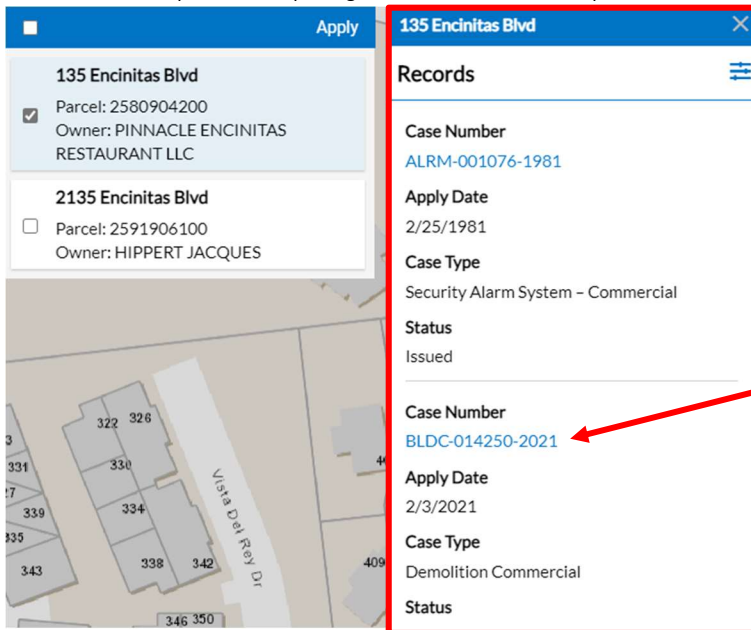 Apply
135 Encinitas Blvd
Parcel: 2580904200
Owner: PINNACLE ENCINITAS
RESTAURANT LLC
2135 Encinitas Blvd
Parcel: 2591906100
Owner: HIPPERT JACQUES
322 326
331
330
339
334
335
343
338 342
346 350
Vista Del Rey Dr
409
135 Encinitas Blvd
Records
Case Number
ALRM-001076-1981
Apply Date
2/25/1981
Case Type
Security Alarm System – Commercial
Status
Issued
Case Number
BLDC-014250-2021
Apply Date
2/3/2021
Case Type
Demolition Commercial
Status